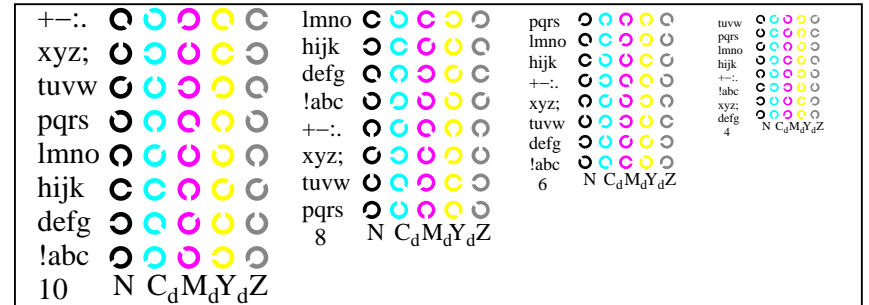 +−:.
xyz;
tuvw
pqrs
lmno
hijk
defg
!abc
10 N CdMdYdZ
lmno
hijk
defg
!abc
+−:.
xyz;
tuvw
pqrs
8 N CdMdYdZ
pqrs
lmno
hijk
+−:.
xyz;
tuvw
defg
!abc
6 N CdMdYdZ
tuvw
pqrs
lmno
hijk
+−:.
!abc
xyz;
defg
4 N CdMdYdZ